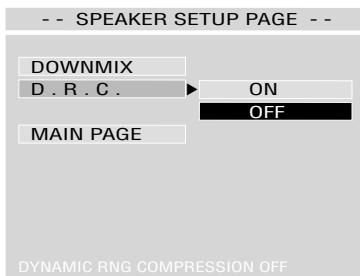 - - SPEAKER SETUP PAGE - -
DOWNMIX
D . R . C . ON
OFF
MAIN PAGE
DYNAMIC RNG COMPRESSION OFF